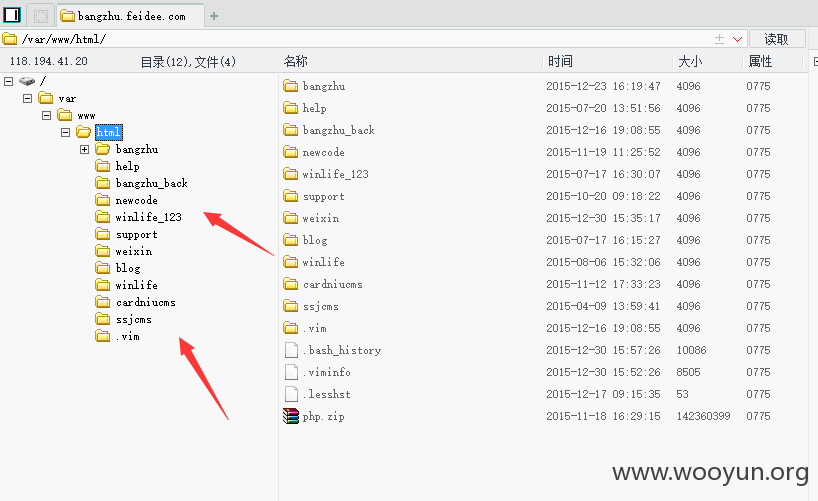 bangzhu.feidee.com
/var/www/html/
读取
118.194.41.20 目录(12),文件(4)
名称 时间 大小 属性
/
var
www
html
bangzhu
help
bangzhu_back
newcode
winlife_123
support
weixin
blog
winlife
cardniucms
ssjcms
.vim
bangzhu 2015-12-23 16:19:47 4096 0775
help 2015-07-20 13:51:56 4096 0775
bangzhu_back 2015-12-16 19:08:55 4096 0775
newcode 2015-11-19 11:25:52 4096 0775
winlife_123 2015-07-17 16:30:07 4096 0775
support 2015-10-20 09:18:22 4096 0775
weixin 2015-12-30 15:35:17 4096 0775
blog 2015-07-17 16:15:27 4096 0775
winlife 2015-08-06 15:32:06 4096 0775
cardniucms 2015-11-12 17:33:23 4096 0775
ssjcms 2015-04-09 13:59:41 4096 0775
.vim 2015-12-16 19:08:55 4096 0775
.bash_history 2015-12-30 15:57:26 10086 0775
.viminfo 2015-12-30 15:52:26 8505 0775
.lesshst 2015-12-17 09:15:35 53 0775
php.zip 2015-11-18 16:29:15 142360399 0775
www.wooyun.org